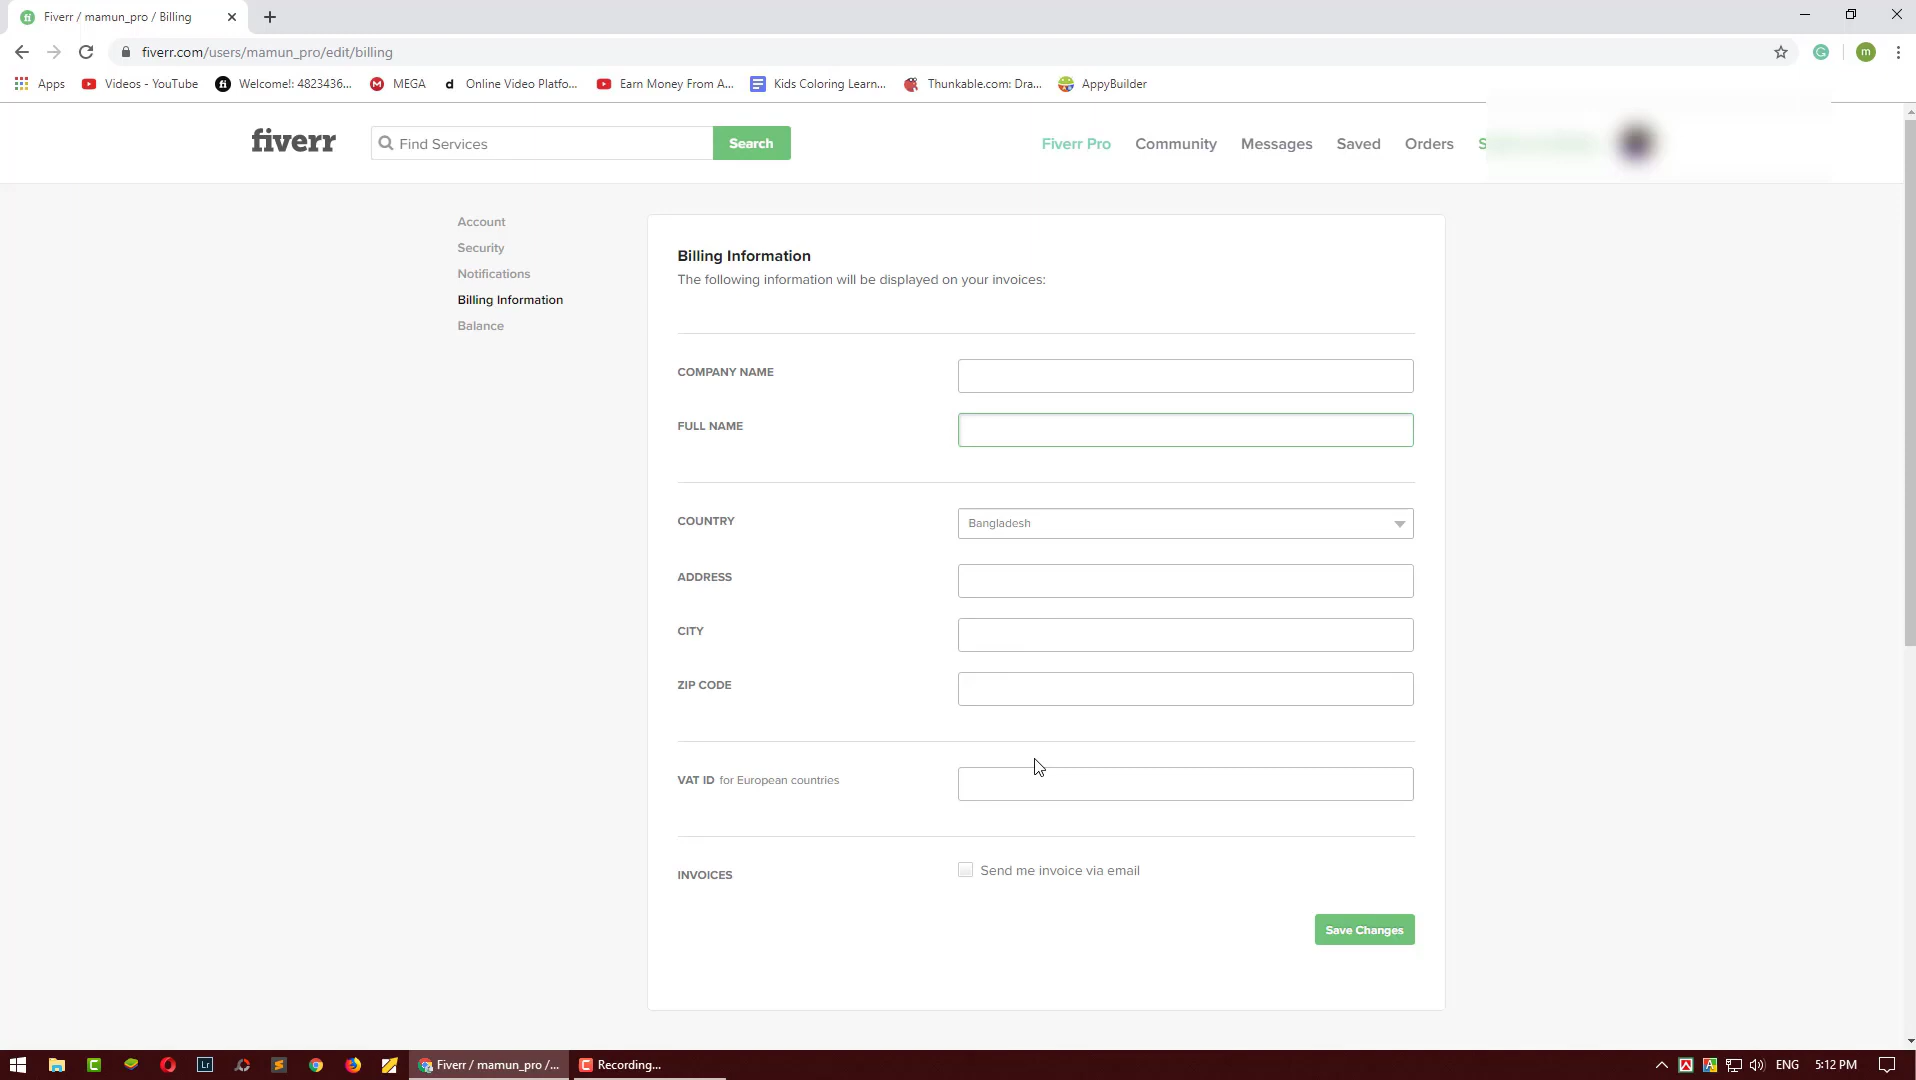 Fiverr / mamun_pro / Billing
fiverr.com/users/mamun_pro/edit/billing
m
Apps
Videos - YouTube
Welcome!: 4823436...
MEGA
Online Video Platfo...
Earn Money From A...
Kids Coloring Learn...
Thunkable.com: Dra...
AppyBuilder
fiverr
Find Services
Search
Fiverr Pro
Community
Messages
Saved
Orders
Account
Security
Notifications
Billing Information
Balance
Billing Information
The following information will be displayed on your invoices:
COMPANY NAME
FULL NAME
COUNTRY
Bangladesh
ADDRESS
CITY
ZIP CODE
VAT ID for European countries
INVOICES
Send me invoice via email
Save Changes
Lr
Fiverr / mamun_pro /...
Recording...
ENG
5:12 PM